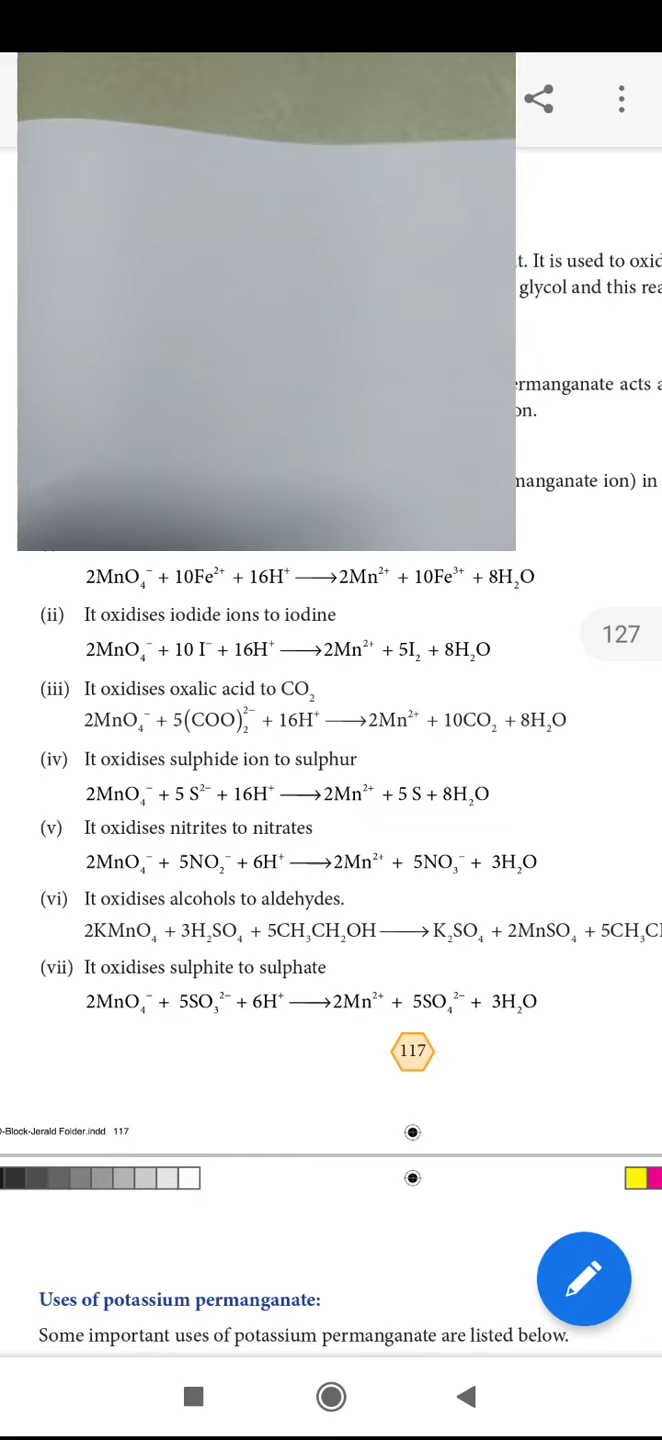 t. It is used to oxid
glycol and this rea
rmanganate acts a
on.
manganate ion) in
2MnO₄⁻ + 10Fe²⁺ + 16H⁺ ⟶ 2Mn²⁺ + 10Fe³⁺ + 8H₂O
(ii) It oxidises iodide ions to iodine
127
2MnO₄⁻ + 10 I⁻ + 16H⁺ ⟶ 2Mn²⁺ + 5I₂ + 8H₂O
(iii) It oxidises oxalic acid to CO₂
2MnO₄⁻ + 5(COO)₂²⁻ + 16H⁺ ⟶ 2Mn²⁺ + 10CO₂ + 8H₂O
(iv) It oxidises sulphide ion to sulphur
2MnO₄⁻ + 5 S²⁻ + 16H⁺ ⟶ 2Mn²⁺ + 5 S + 8H₂O
(v) It oxidises nitrites to nitrates
2MnO₄⁻ + 5NO₂⁻ + 6H⁺ ⟶ 2Mn²⁺ + 5NO₃⁻ + 3H₂O
(vi) It oxidises alcohols to aldehydes.
2KMnO₄ + 3H₂SO₄ + 5CH₃CH₂OH ⟶ K₂SO₄ + 2MnSO₄ + 5CH₃C
(vii) It oxidises sulphite to sulphate
2MnO₄⁻ + 5SO₃²⁻ + 6H⁺ ⟶ 2Mn²⁺ + 5SO₄²⁻ + 3H₂O
117
-Block-Jerald Folder.indd 117
Uses of potassium permanganate:
Some important uses of potassium permanganate are listed below.